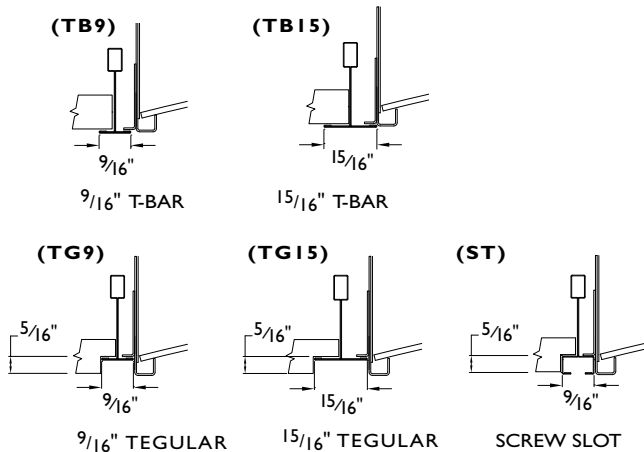 (TB9)
(TB15)
9/16"
15/16"
9/16" T-BAR
15/16" T-BAR
(TG9)
(TG15)
(ST)
5/16"
5/16"
5/16"
9/16"
15/16"
9/16"
9/16" TEGULAR
15/16" TEGULAR
SCREW SLOT